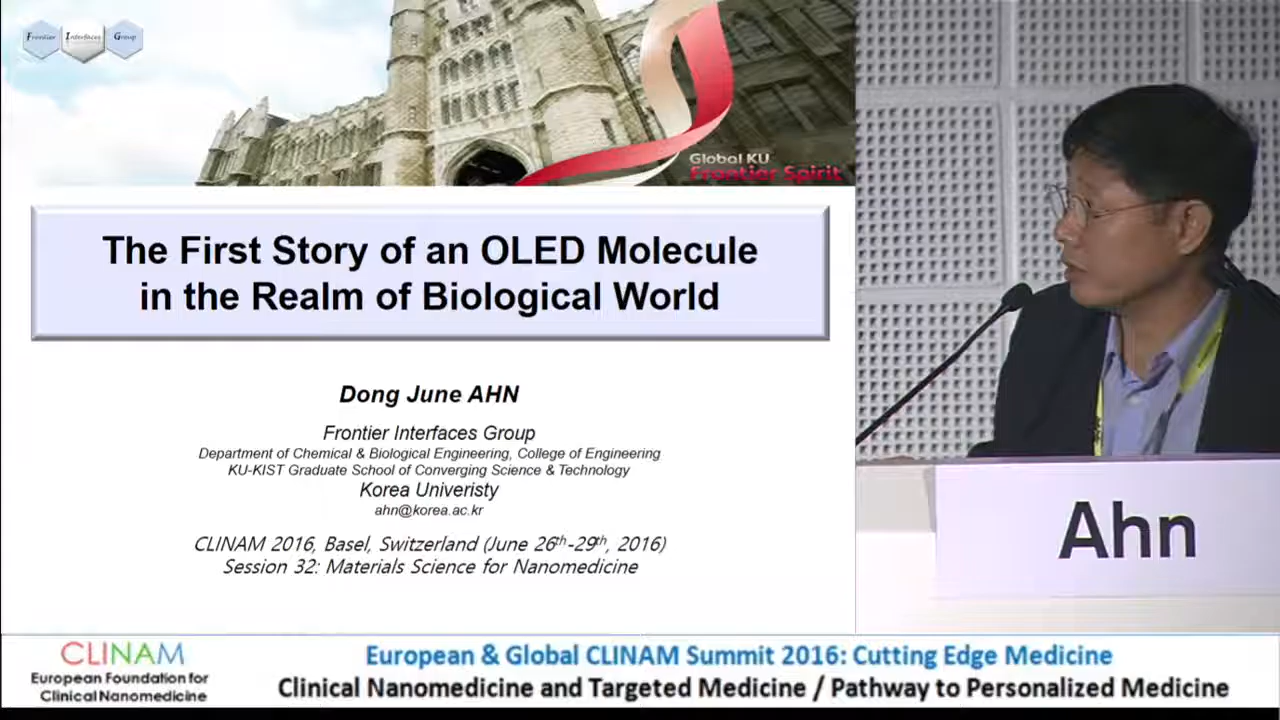 Frontier Interfaces Group
Global KU
Frontier Spirit
The First Story of an OLED Molecule
in the Realm of Biological World
Dong June AHN
Frontier Interfaces Group
Department of Chemical & Biological Engineering, College of Engineering
KU-KIST Graduate School of Converging Science & Technology
Korea Univeristy
ahn@korea.ac.kr
CLINAM 2016, Basel, Switzerland (June 26th-29th, 2016)
Session 32: Materials Science for Nanomedicine
Ahn
CLINAM
European Foundation for
Clinical Nanomedicine
European & Global CLINAM Summit 2016: Cutting Edge Medicine
Clinical Nanomedicine and Targeted Medicine / Pathway to Personalized Medicine